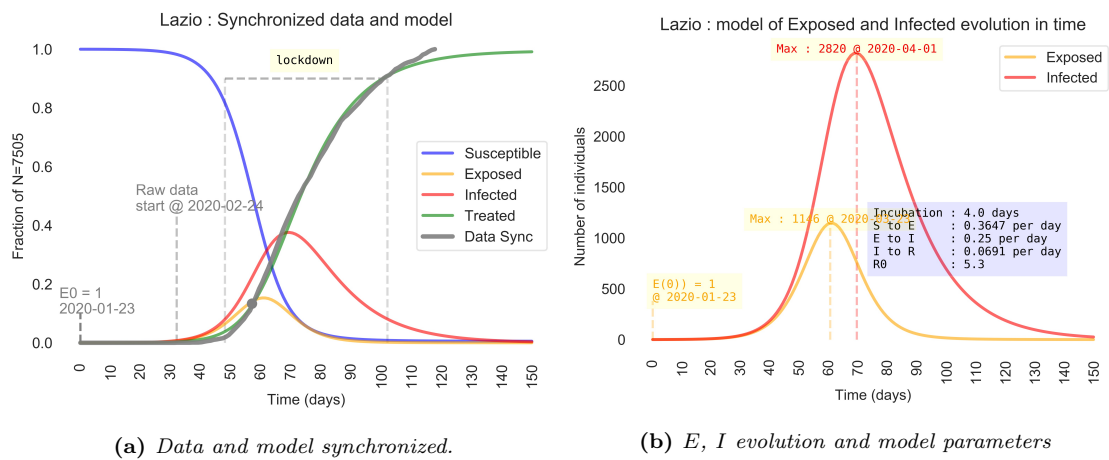 Lazio : Synchronized data and model
Fraction of N=7505
1.0
0.8
0.6
0.4
0.2
0.0
lockdown
Raw data
start @ 2020-02-24
E0 = 1
2020-01-23
Susceptible
Exposed
Infected
Treated
Data Sync
0 10 20 30 40 50 60 70 80 90 100 110 120 130 140 150
Time (days)
(a) Data and model synchronized.
Lazio : model of Exposed and Infected evolution in time
Number of individuals
2500
2000
1500
1000
500
0
Max : 2820 @ 2020-04-01
Exposed
Infected
Max : 1146 @ 2020-03-23
Incubation : 4.0 days
S to E : 0.3647 per day
E to I : 0.25 per day
I to R : 0.0691 per day
R0 : 5.3
E(0)) = 1
@ 2020-01-23
0 10 20 30 40 50 60 70 80 90 100 110 120 130 140 150
Time (days)
(b) E, I evolution and model parameters